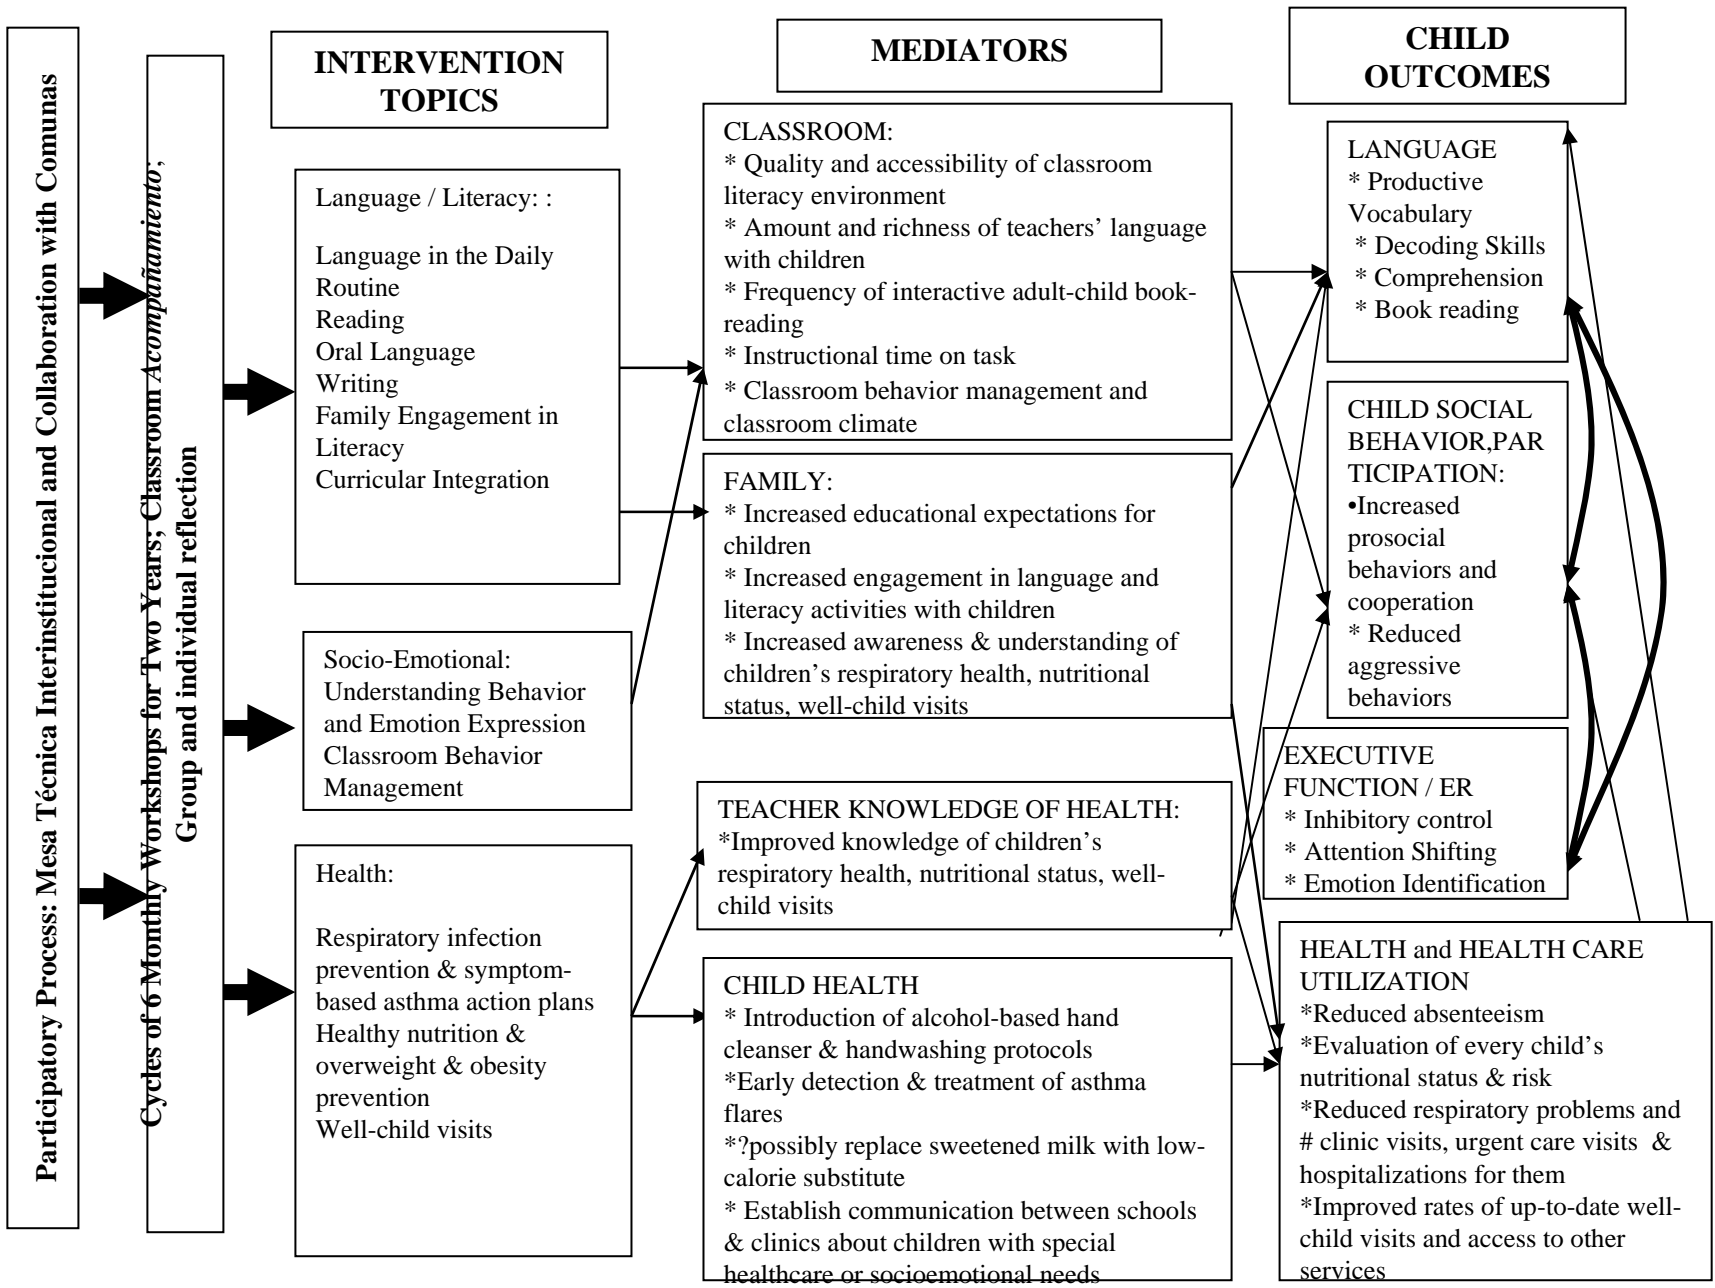 Participatory Process: Mesa Técnica Interinstitucional and Collaboration with Comunas
Cycles of 6 Monthly Workshops for Two Years; Classroom Acompañamiento;
Group and individual reflection
INTERVENTION
TOPICS
Language / Literacy: :
Language in the Daily
Routine
Reading
Oral Language
Writing
Family Engagement in
Literacy
Curricular Integration
Socio-Emotional:
Understanding Behavior
and Emotion Expression
Classroom Behavior
Management
Health:
Respiratory infection
prevention & symptom-
based asthma action plans
Healthy nutrition &
overweight & obesity
prevention
Well-child visits
MEDIATORS
CLASSROOM:
* Quality and accessibility of classroom
literacy environment
* Amount and richness of teachers’ language
with children
* Frequency of interactive adult-child book-
reading
* Instructional time on task
* Classroom behavior management and
classroom climate
FAMILY:
* Increased educational expectations for
children
* Increased engagement in language and
literacy activities with children
* Increased awareness & understanding of
children’s respiratory health, nutritional
status, well-child visits
TEACHER KNOWLEDGE OF HEALTH:
*Improved knowledge of children’s
respiratory health, nutritional status, well-
child visits
CHILD HEALTH
* Introduction of alcohol-based hand
cleanser & handwashing protocols
*Early detection & treatment of asthma
flares
*?possibly replace sweetened milk with low-
calorie substitute
* Establish communication between schools
& clinics about children with special
healthcare or socioemotional needs
CHILD
OUTCOMES
LANGUAGE
* Productive
Vocabulary
* Decoding Skills
* Comprehension
* Book reading
CHILD SOCIAL
BEHAVIOR,PAR
TICIPATION:
•Increased
prosocial
behaviors and
cooperation
* Reduced
aggressive
behaviors
EXECUTIVE
FUNCTION / ER
* Inhibitory control
* Attention Shifting
* Emotion Identification
HEALTH and HEALTH CARE
UTILIZATION
*Reduced absenteeism
*Evaluation of every child’s
nutritional status & risk
*Reduced respiratory problems and
# clinic visits, urgent care visits &
hospitalizations for them
*Improved rates of up-to-date well-
child visits and access to other
services